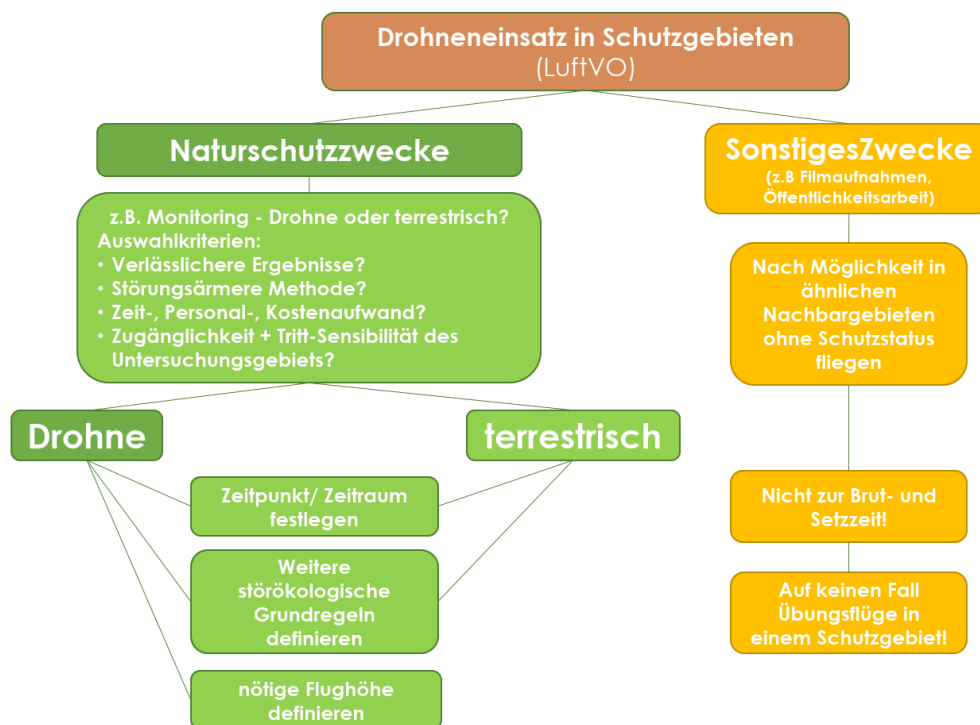 Drohneneinsatz in Schutzgebieten
(LuftVO)
Naturschutzzwecke
z.B. Monitoring - Drohne oder terrestrisch?
Auswahlkriterien:
• Verlässlichere Ergebnisse?
• Störungsärmere Methode?
• Zeit-, Personal-, Kostenaufwand?
• Zugänglichkeit + Tritt-Sensibilität des
Untersuchungsgebiets?
Drohne
terrestrisch
Zeitpunkt/ Zeitraum
festlegen
Weitere
störökologische
Grundregeln
definieren
nötige Flughöhe
definieren
SonstigesZwecke
(z.B Filmaufnahmen,
Öffentlichkeitsarbeit)
Nach Möglichkeit in
ähnlichen
Nachbargebieten
ohne Schutzstatus
fliegen
Nicht zur Brut- und
Setzzeit!
Auf keinen Fall
Übungsflüge in
einem Schutzgebiet!